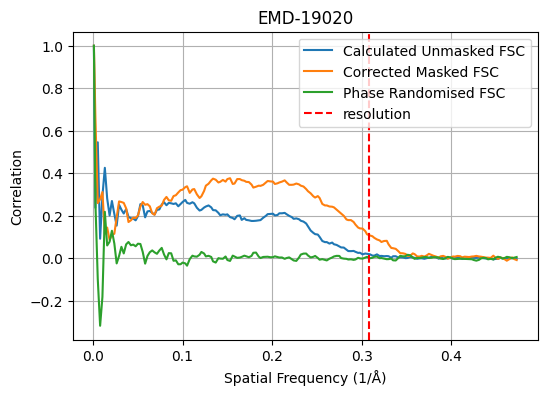 EMD-19020
Calculated Unmasked FSC
Corrected Masked FSC
Phase Randomised FSC
resolution
Correlation
1.0
0.8
0.6
0.4
0.2
0.0
−0.2
0.0 0.1 0.2 0.3 0.4
Spatial Frequency (1/Å)